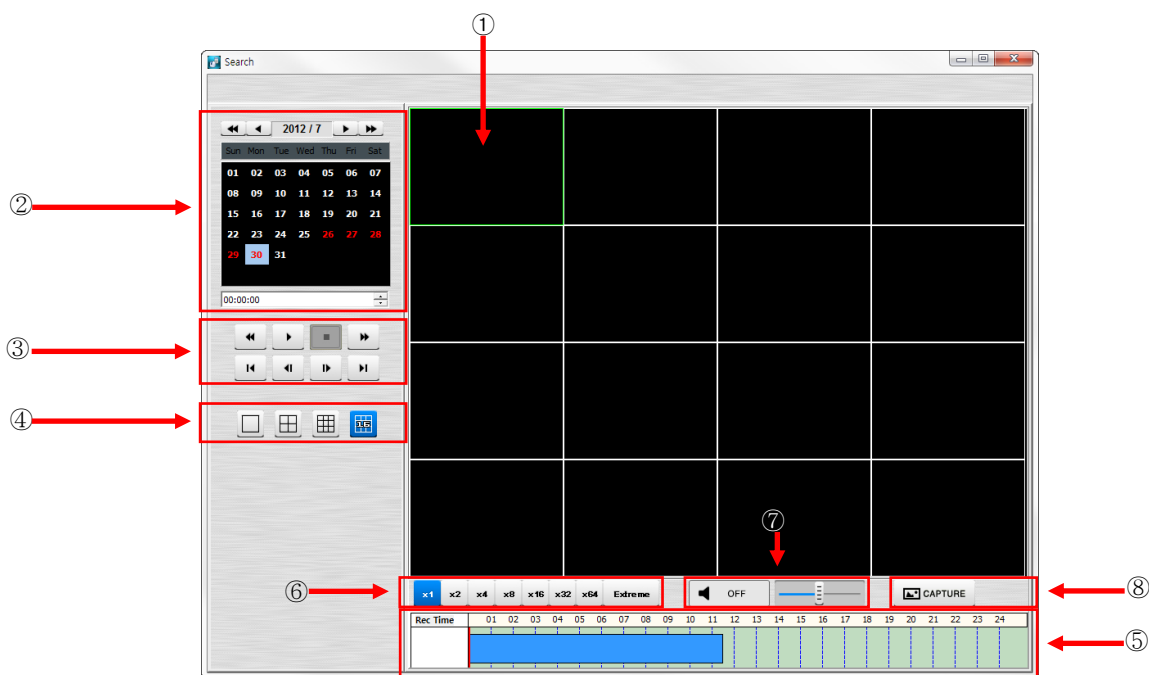 ①
Search
2012 / 7
Sun Mon Tue Wed Thu Fri Sat
01 02 03 04 05 06 07
08 09 10 11 12 13 14
15 16 17 18 19 20 21
22 23 24 25 26 27 28
29 30 31
00:00:00
②
③
④
16
⑦
⑥
x1 x2 x4 x8 x16 x32 x64 Extreme
OFF
CAPTURE
⑧
Rec Time 01 02 03 04 05 06 07 08 09 10 11 12 13 14 15 16 17 18 19 20 21 22 23 24
⑤